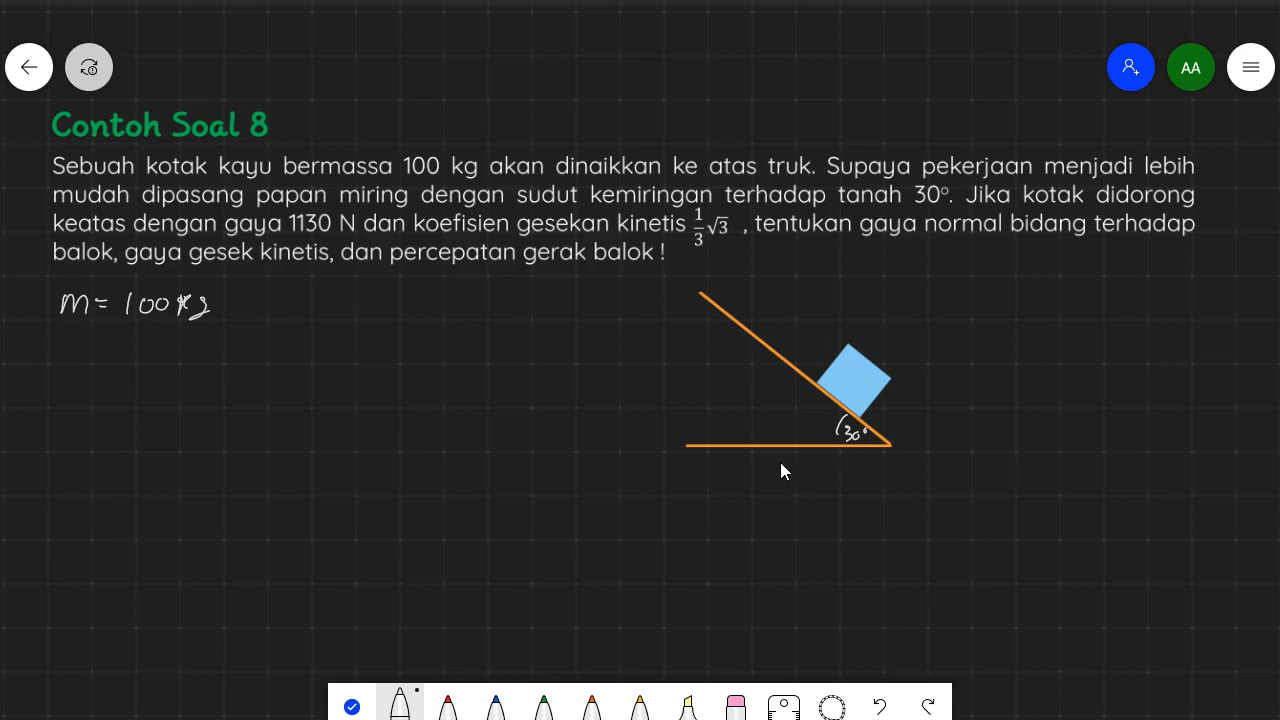 AA
Contoh Soal 8
Sebuah kotak kayu bermassa 100 kg akan dinaikkan ke atas truk. Supaya pekerjaan menjadi lebih
mudah dipasang papan miring dengan sudut kemiringan terhadap tanah 30°. Jika kotak didorong
keatas dengan gaya 1130 N dan koefisien gesekan kinetis 1/3 √3 , tentukan gaya normal bidang terhadap
balok, gaya gesek kinetis, dan percepatan gerak balok !
m = 100 kg
30°